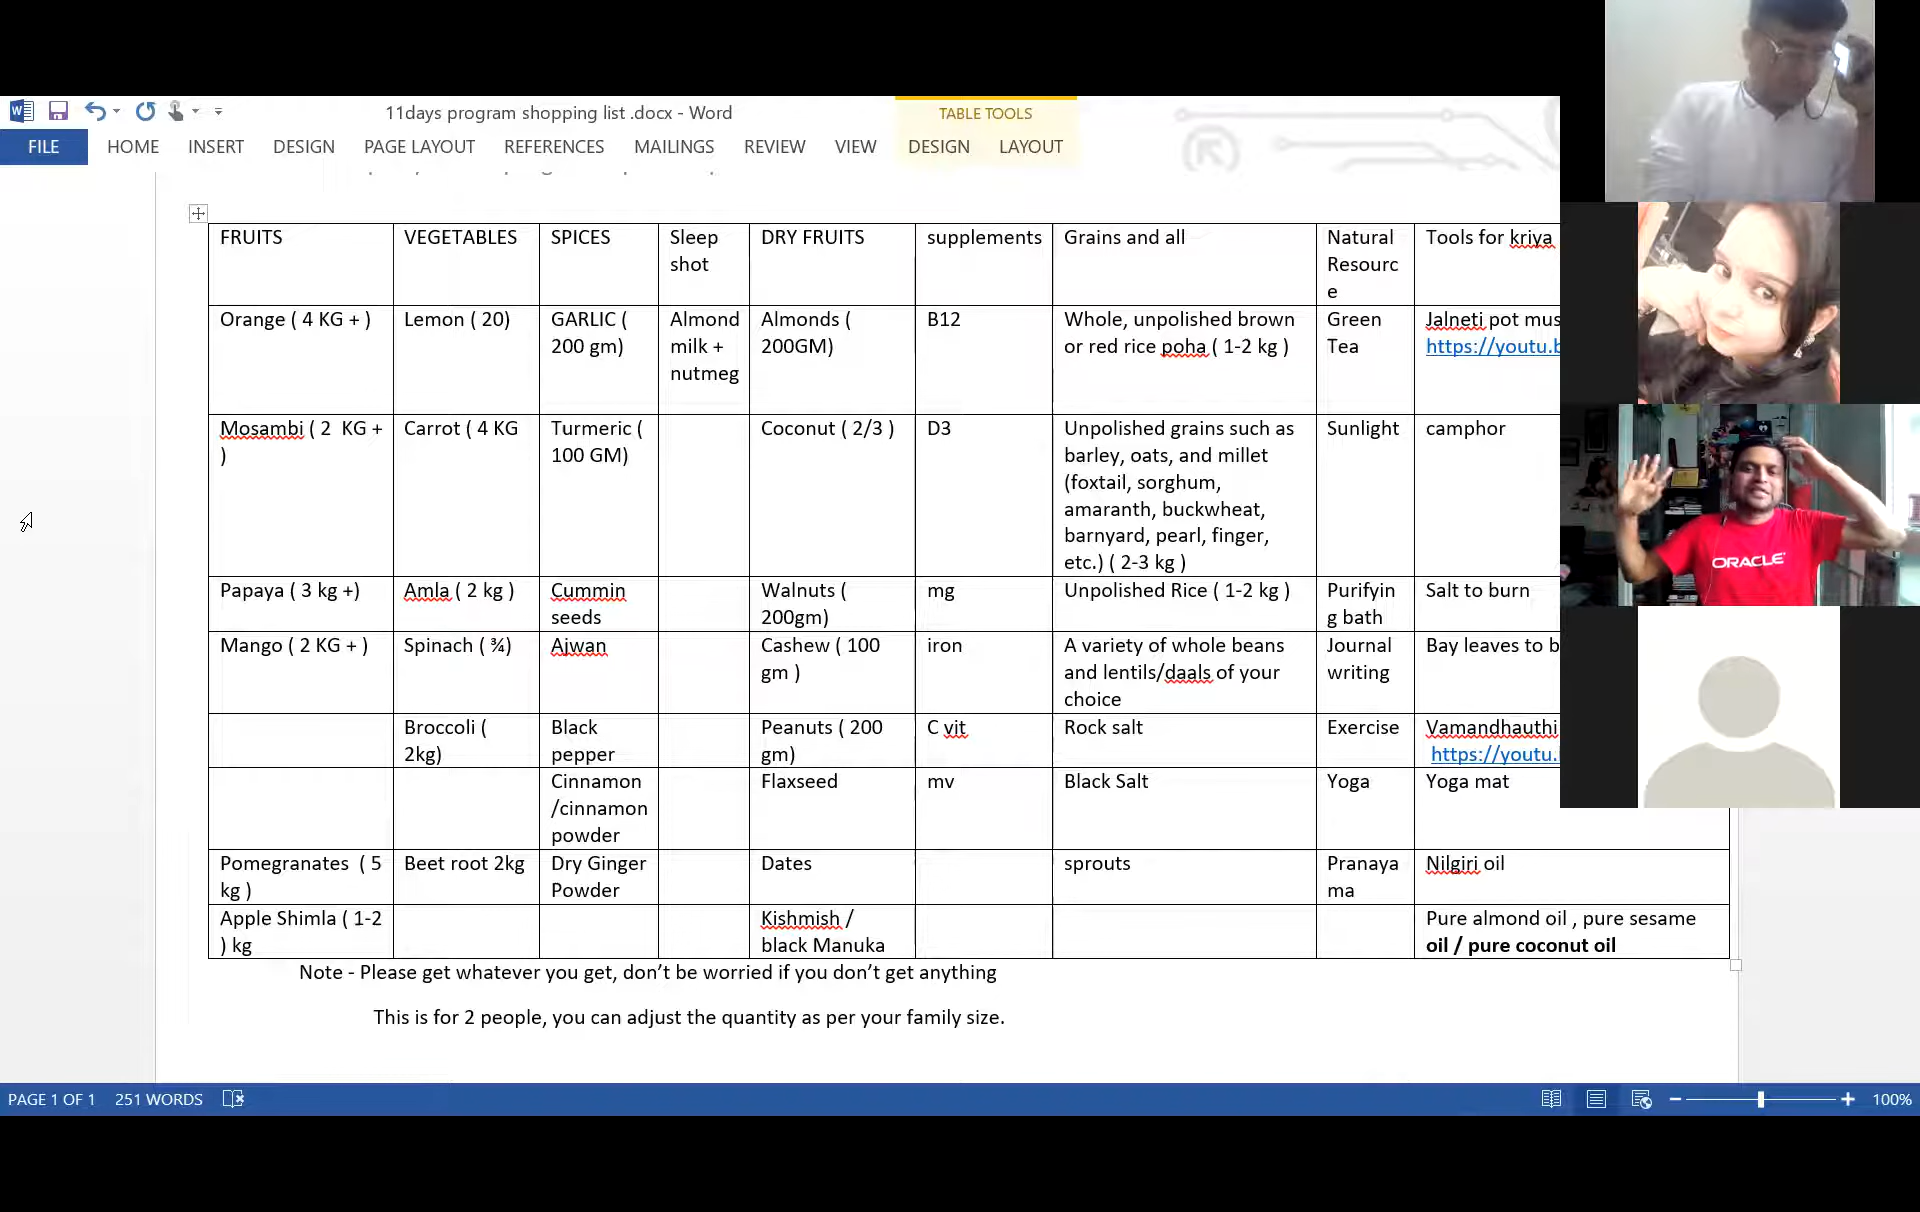 11days program shopping list .docx - Word
TABLE TOOLS
FILE HOME INSERT DESIGN PAGE LAYOUT REFERENCES MAILINGS REVIEW VIEW DESIGN LAYOUT
FRUITS
VEGETABLES
SPICES
Sleep
shot
DRY FRUITS
supplements
Grains and all
Natural
Resourc
e
Tools for kriya
Orange ( 4 KG + )
Lemon ( 20)
GARLIC (
200 gm)
Almond
milk +
nutmeg
Almonds (
200GM)
B12
Whole, unpolished brown
or red rice poha ( 1-2 kg )
Green
Tea
Jalneti pot
Mosambi ( 2 KG +
)
Carrot ( 4 KG
Turmeric (
100 GM)
Coconut ( 2/3 )
D3
Unpolished grains such as
barley, oats, and millet
(foxtail, sorghum,
amaranth, buckwheat,
barnyard, pearl, finger,
etc.) ( 2-3 kg )
Sunlight
camphor
Papaya ( 3 kg +)
Amla ( 2 kg )
Cummin
seeds
Walnuts (
200gm)
mg
Unpolished Rice ( 1-2 kg )
Purifyin
g bath
Salt to burn
Mango ( 2 KG + )
Spinach ( ¾)
Ajwan
Cashew ( 100
gm )
iron
A variety of whole beans
and lentils/daals of your
choice
Journal
writing
Bay leaves to
Broccoli (
2kg)
Black
pepper
Peanuts ( 200
gm)
C vit
Rock salt
Exercise
Vamandhauthi
Cinnamon
/cinnamon
powder
Flaxseed
mv
Black Salt
Yoga
Yoga mat
Pomegranates ( 5
kg )
Beet root 2kg
Dry Ginger
Powder
Dates
sprouts
Pranaya
ma
Nilgiri oil
Apple Shimla ( 1-2
) kg
Kishmish /
black Manuka
Pure almond oil , pure sesame
oil / pure coconut oil
Note - Please get whatever you get, don’t be worried if you don’t get anything
This is for 2 people, you can adjust the quantity as per your family size.
ORACLE
PAGE 1 OF 1 251 WORDS
100%